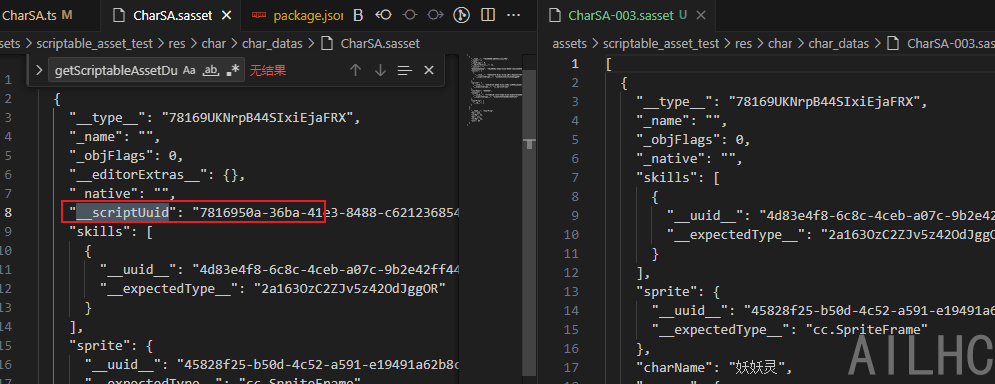 CharSA.ts M
CharSA.sasset
package.json
B
assets > scriptable_asset_test > res > char > char_datas > CharSA.sasset
getScriptableAssetDu Aa ab, .* 无结果
1
2 {
3 "__type__": "78169UKNrpB44SIxiEjaFRX",
4 "_name": "",
5 "_objFlags": 0,
6 "__editorExtras__": {},
7 "_native": "",
8 "__scriptUuid": "7816950a-36ba-41e3-8488-c621236854
9 "skills": [
10 {
11 "__uuid__": "4d83e4f8-6c8c-4ceb-a07c-9b2e42ff44
12 "__expectedType__": "2a163OzC2ZJv5z42OdJggOR"
13 }
14 ],
15 "sprite": {
16 "__uuid__": "45828f25-b50d-4c52-a591-e19491a62b8c
17 "__expectedType__": "cc.SpriteFrame"
CharSA-003.sasset U
assets > scriptable_asset_test > res > char > char_datas > CharSA-003.sass
1 [
2 {
3 "__type__": "78169UKNrpB44SIxiEjaFRX",
4 "_name": "",
5 "_objFlags": 0,
6 "_native": "",
7 "skills": [
8 {
9 "__uuid__": "4d83e4f8-6c8c-4ceb-a07c-9b2e42
10 "__expectedType__": "2a163OzC2ZJv5z42OdJggO
11 }
12 ],
13 "sprite": {
14 "__uuid__": "45828f25-b50d-4c52-a591-e19491a6
15 "__expectedType__": "cc.SpriteFrame"
16 },
17 "charName": "妖妖灵"
AILHC